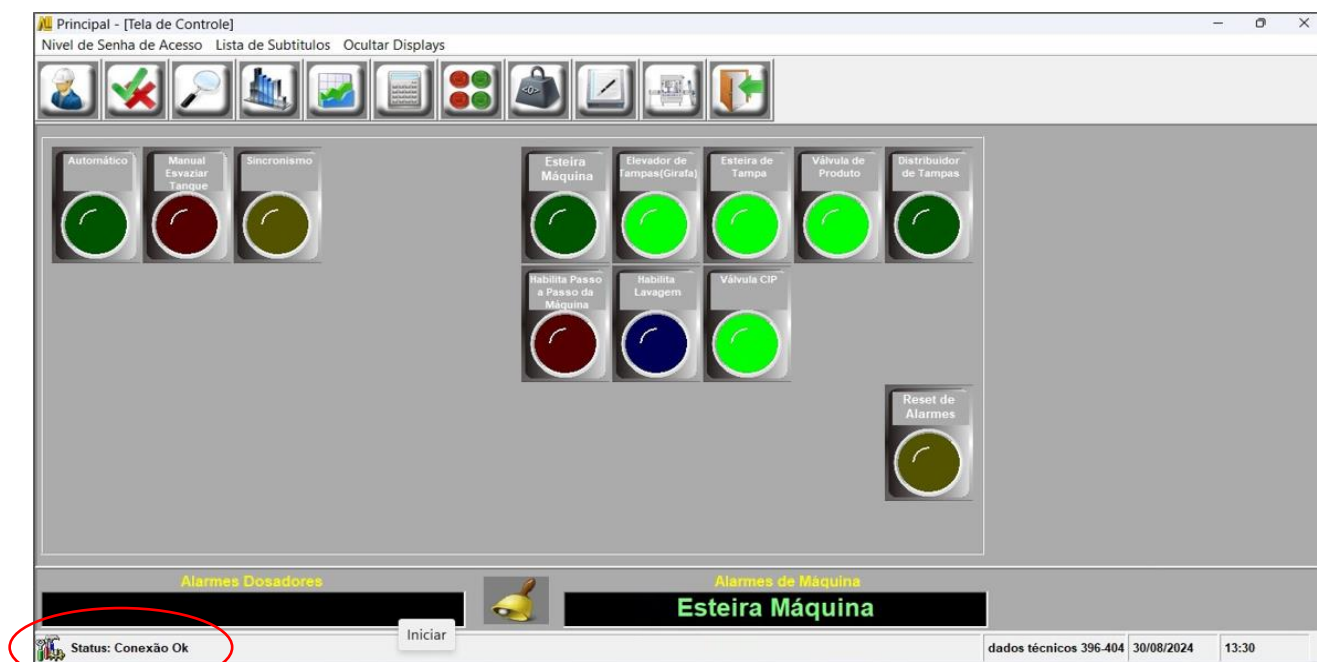 Principal - [Tela de Controle]
Nivel de Senha de Acesso Lista de Subtitulos Ocultar Displays
<0>
Automático
Manual
Esvaziar
Tanque
Sincronismo
Esteira
Máquina
Elevador de
Tampas(Girafa)
Esteira de
Tampa
Válvula de
Produto
Distribuidor
de Tampas
Habilita Passo
a Passo da
Máquina
Habilita
Lavagem
Válvula CIP
Reset de
Alarmes
Alarmes Dosadores
Alarmes de Máquina
Esteira Máquina
Iniciar
Status: Conexão Ok
dados técnicos 396-404 30/08/2024 13:30